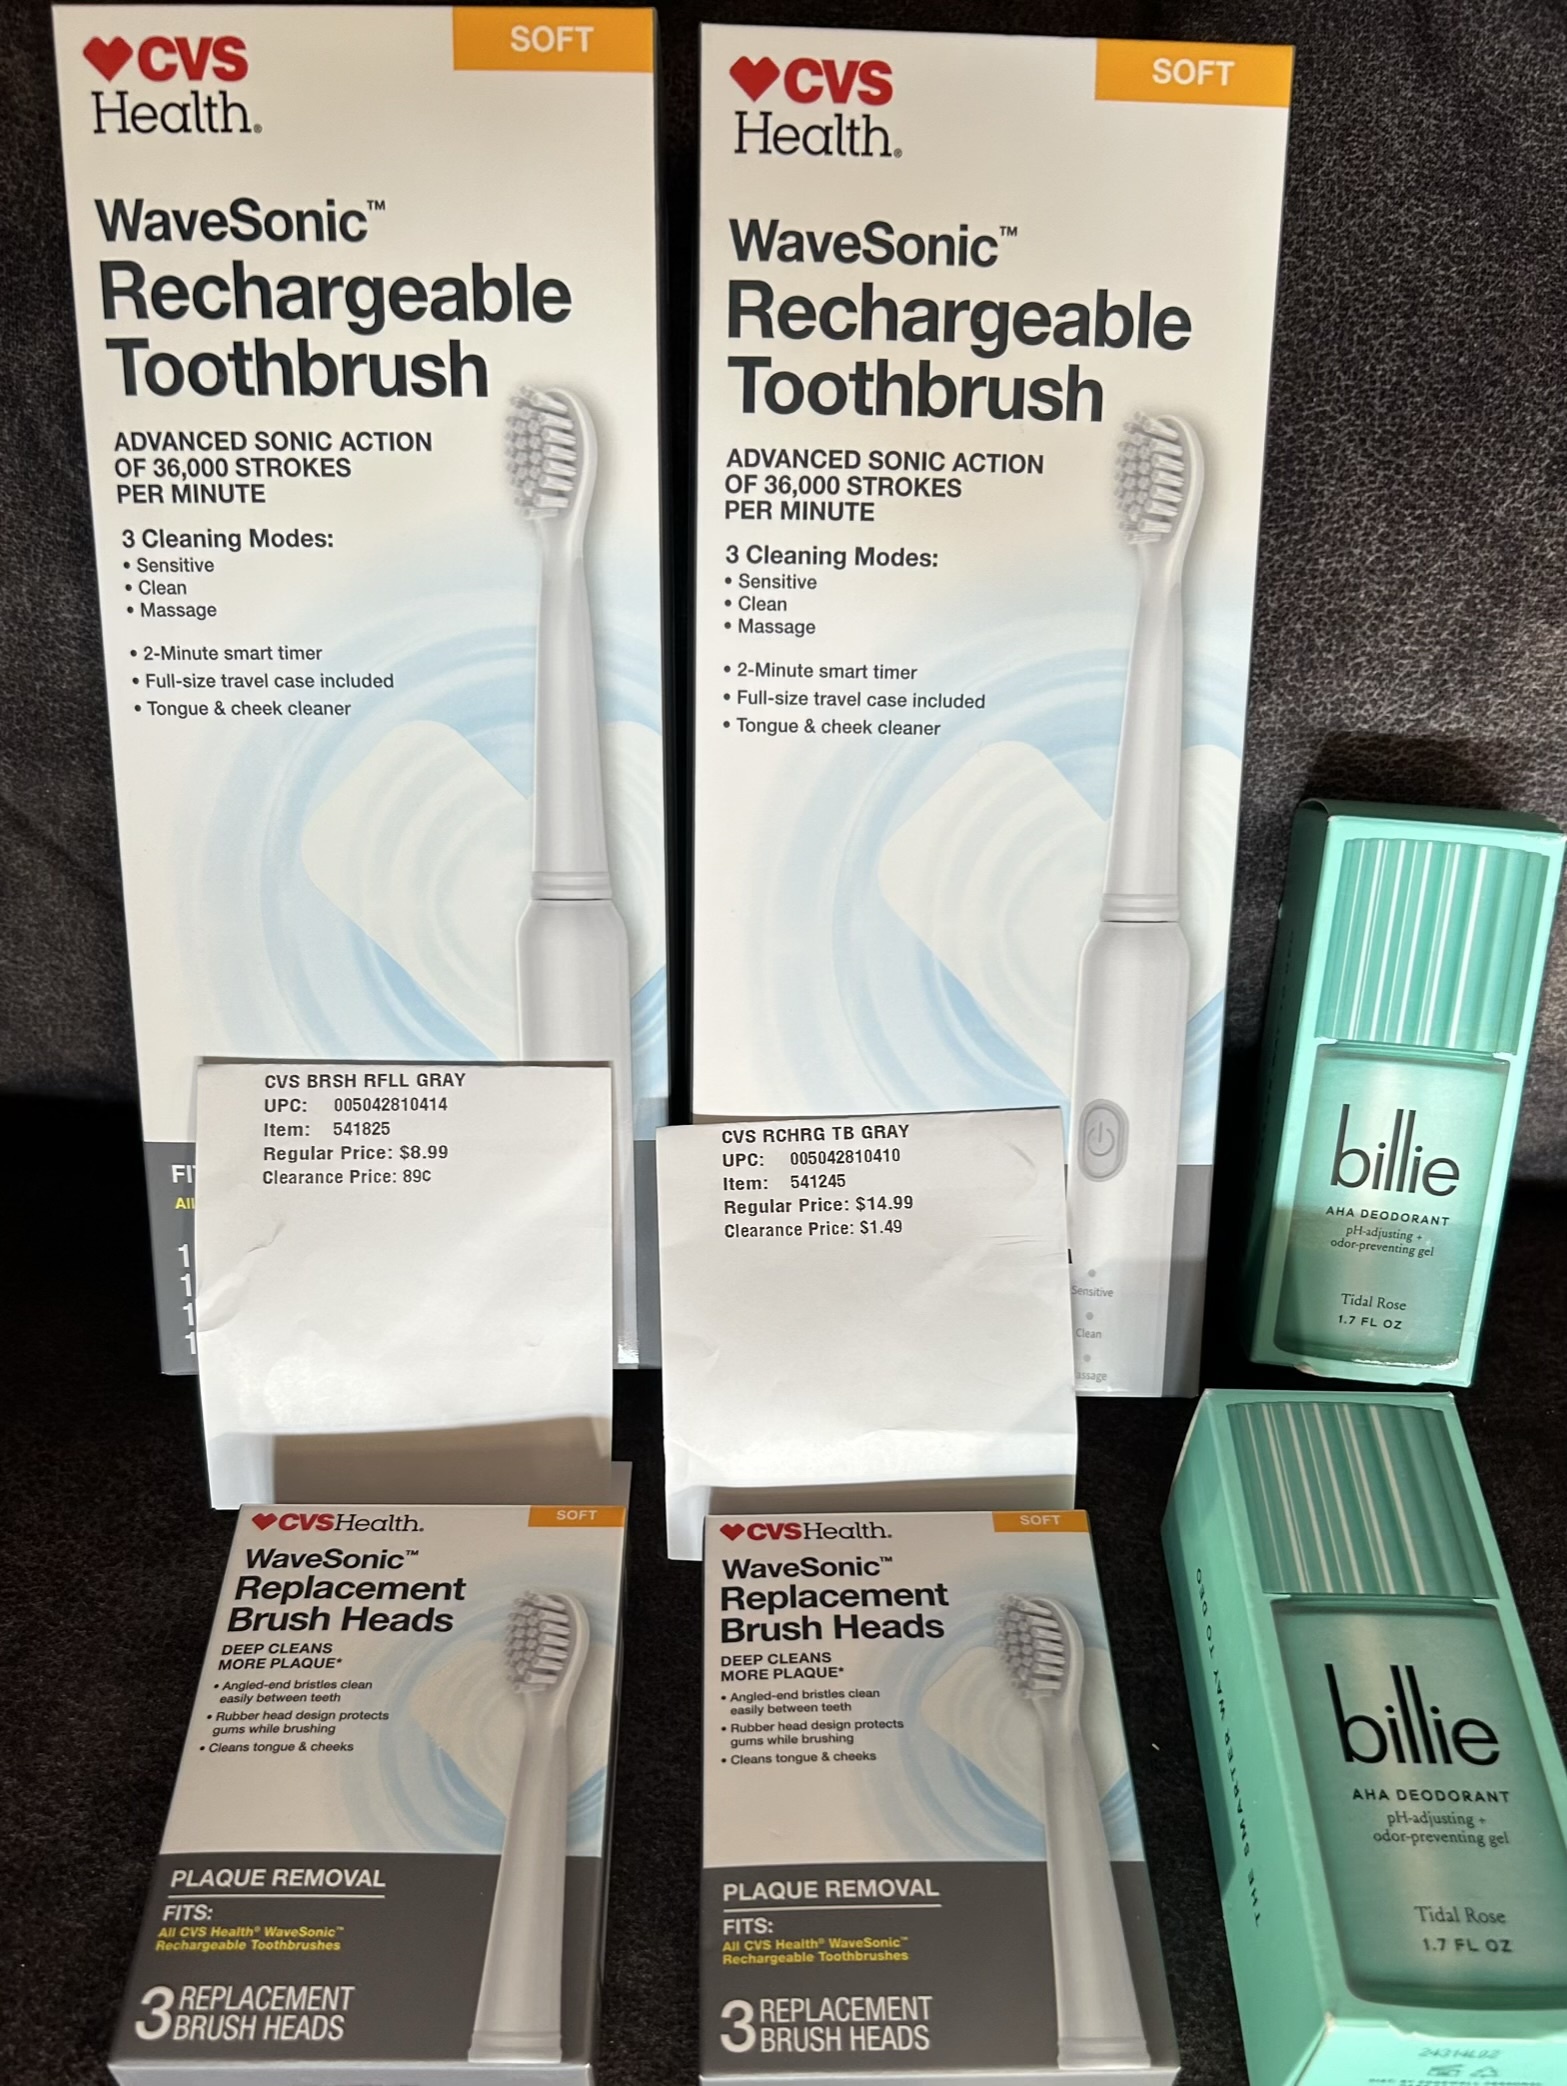 CVS
Health®
SOFT
WaveSonic™
Rechargeable
Toothbrush
ADVANCED SONIC ACTION
OF 36,000 STROKES
PER MINUTE
3 Cleaning Modes:
• Sensitive
• Clean
• Massage
• 2-Minute smart timer
• Full-size travel case included
• Tongue & cheek cleaner
CVS
Health®
SOFT
WaveSonic™
Rechargeable
Toothbrush
ADVANCED SONIC ACTION
OF 36,000 STROKES
PER MINUTE
3 Cleaning Modes:
• Sensitive
• Clean
• Massage
• 2-Minute smart timer
• Full-size travel case included
• Tongue & cheek cleaner
Sensitive
Clean
billie
AHA DEODORANT
pH-adjusting +
odor-preventing gel
Tidal Rose
1.7 FL OZ
CVS BRSH RFLL GRAY
UPC: 005042810414
Item: 541825
Regular Price: $8.99
Clearance Price: 89C
CVS RCHRG TB GRAY
UPC: 005042810410
Item: 541245
Regular Price: $14.99
Clearance Price: $1.49
CVSHealth.
SOFT
WaveSonic™
Replacement
Brush Heads
DEEP CLEANS
MORE PLAQUE*
• Angled-end bristles clean
easily between teeth
• Rubber head design protects
gums while brushing
• Cleans tongue & cheeks
PLAQUE REMOVAL
FITS:
All CVS Health® WaveSonic™
Rechargeable Toothbrushes
3 REPLACEMENT
BRUSH HEADS
CVSHealth.
SOFT
WaveSonic™
Replacement
Brush Heads
DEEP CLEANS
MORE PLAQUE*
• Angled-end bristles clean
easily between teeth
• Rubber head design protects
gums while brushing
• Cleans tongue & cheeks
PLAQUE REMOVAL
FITS:
All CVS Health® WaveSonic™
Rechargeable Toothbrushes
3 REPLACEMENT
BRUSH HEADS
THE SMARTER WAY TO DEO
billie
AHA DEODORANT
pH-adjusting +
odor-preventing gel
Tidal Rose
1.7 FL OZ